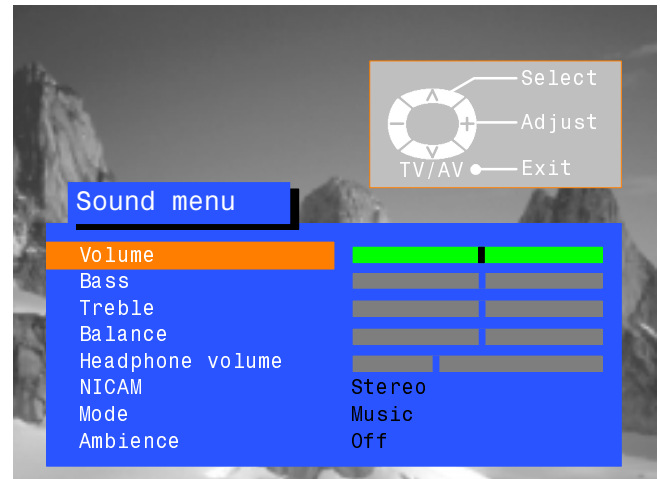 Select
Adjust
TV/AV Exit
Sound menu
Volume
Bass
Treble
Balance
Headphone volume
NICAM Stereo
Mode Music
Ambience Off